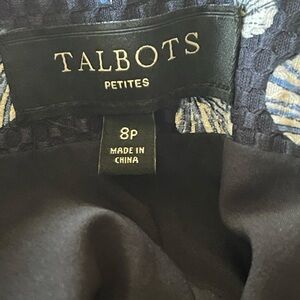 TALBOTS
PETITES
8P
MADE IN
CHINA